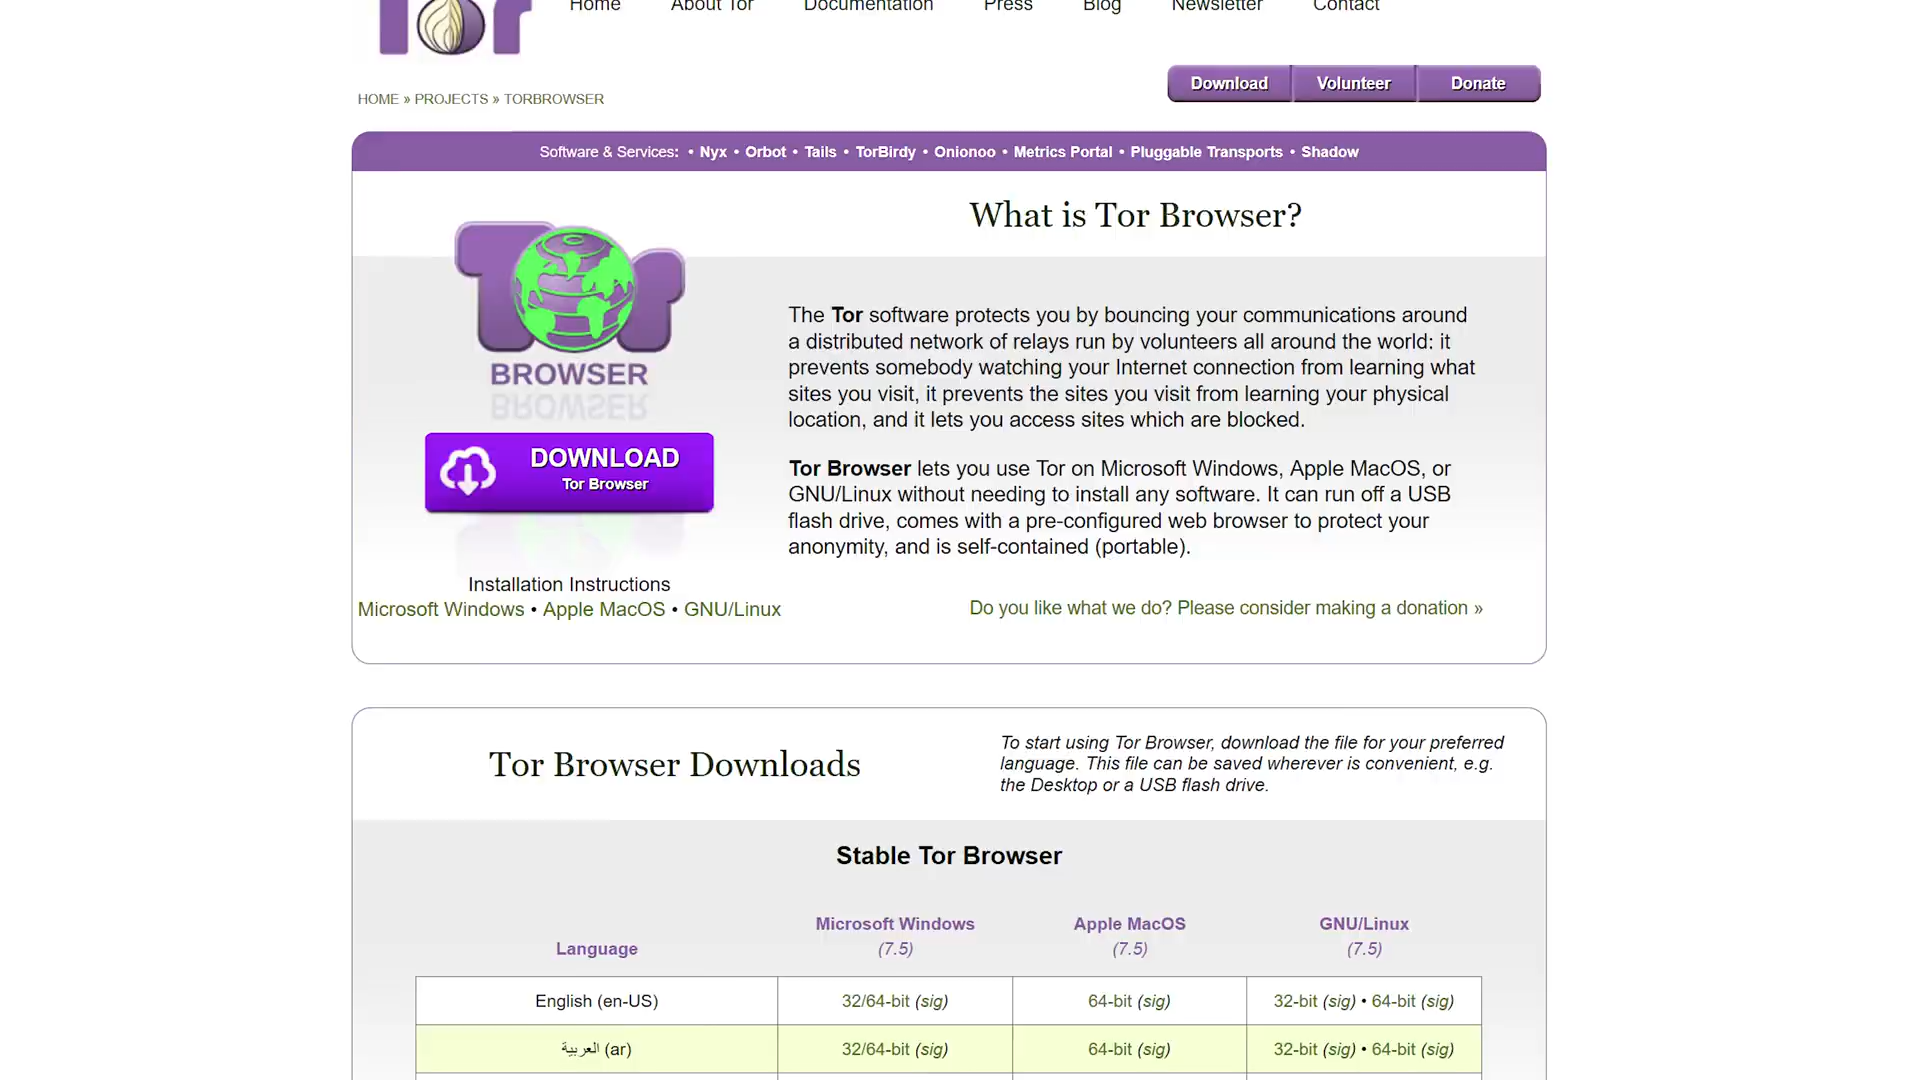 Tor
Home About Tor Documentation Press Blog Newsletter Contact
Download Volunteer Donate
HOME » PROJECTS » TORBROWSER
Software & Services: • Nyx • Orbot • Tails • TorBirdy • Onionoo • Metrics Portal • Pluggable Transports • Shadow
Tor
BROWSER
DOWNLOAD
Tor Browser
Installation Instructions
Microsoft Windows • Apple MacOS • GNU/Linux
What is Tor Browser?
The Tor software protects you by bouncing your communications around
a distributed network of relays run by volunteers all around the world: it
prevents somebody watching your Internet connection from learning what
sites you visit, it prevents the sites you visit from learning your physical
location, and it lets you access sites which are blocked.
Tor Browser lets you use Tor on Microsoft Windows, Apple MacOS, or
GNU/Linux without needing to install any software. It can run off a USB
flash drive, comes with a pre-configured web browser to protect your
anonymity, and is self-contained (portable).
Do you like what we do? Please consider making a donation »
Tor Browser Downloads
To start using Tor Browser, download the file for your preferred
language. This file can be saved wherever is convenient, e.g.
the Desktop or a USB flash drive.
Stable Tor Browser
Language Microsoft Windows (7.5) Apple MacOS (7.5) GNU/Linux (7.5)
English (en-US) 32/64-bit (sig) 64-bit (sig) 32-bit (sig) • 64-bit (sig)
العربية (ar) 32/64-bit (sig) 64-bit (sig) 32-bit (sig) • 64-bit (sig)